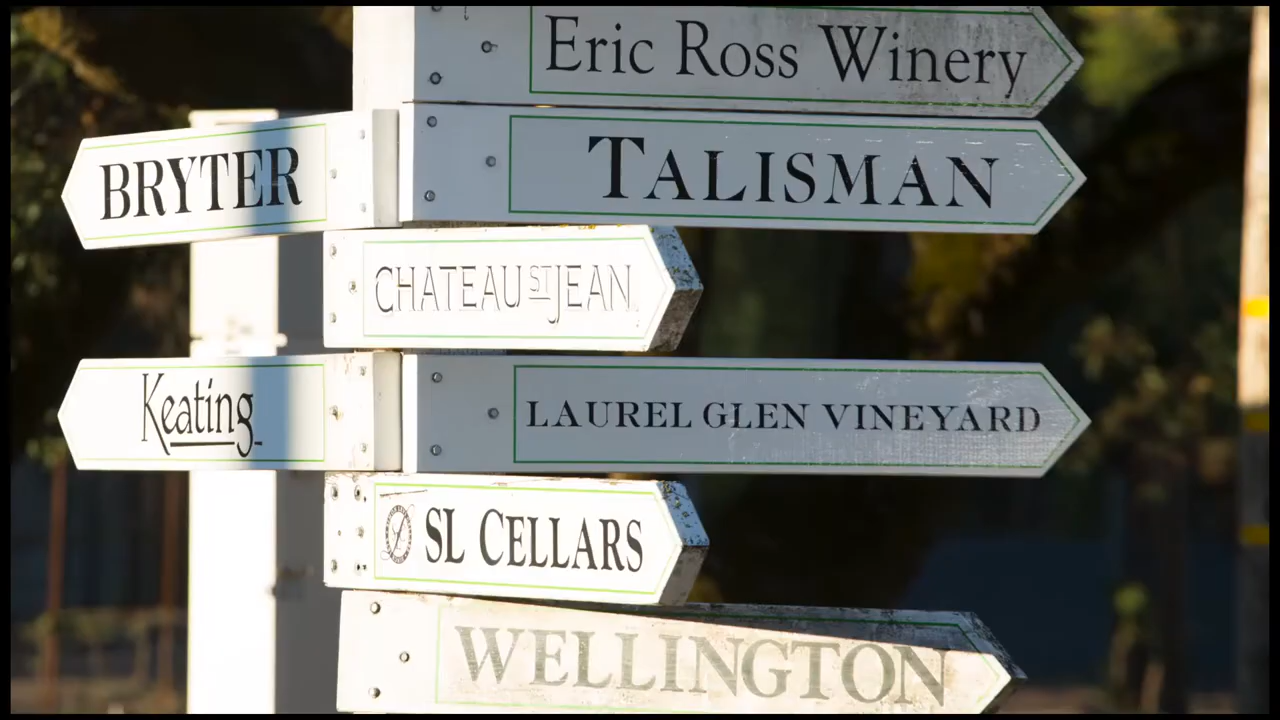 Eric Ross Winery
BRYTER
TALISMAN
CHATEAU ST JEAN
Keating
LAUREL GLEN VINEYARD
SL CELLARS
WELLINGTON